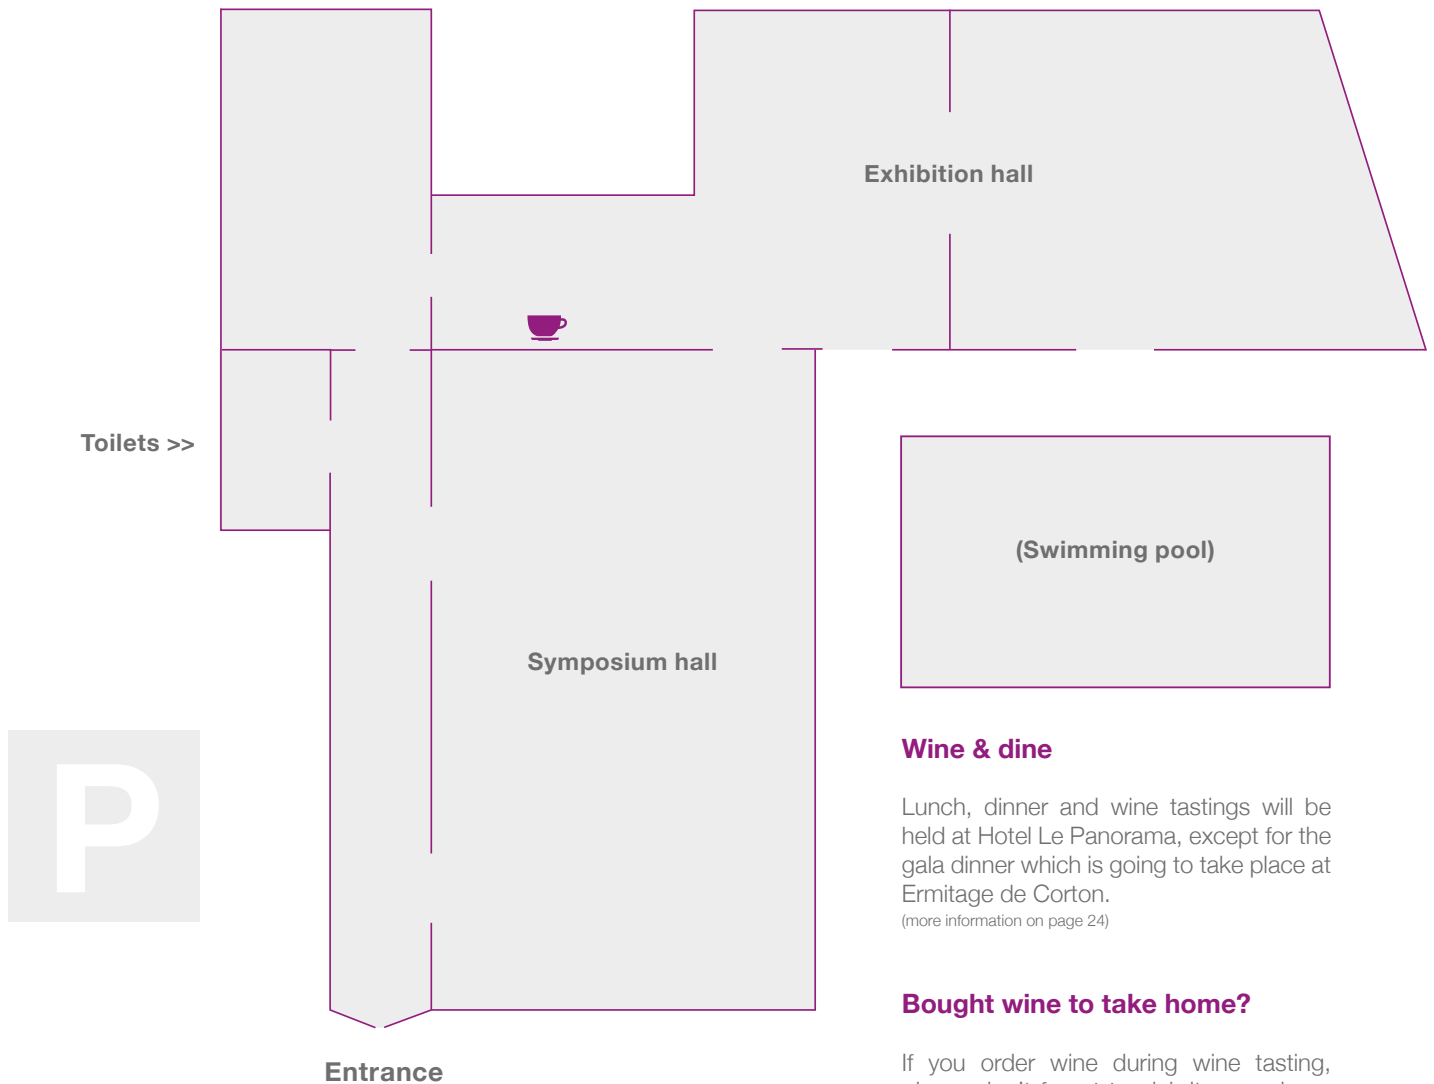 Exhibition hall
Toilets >>
(Swimming pool)
Symposium hall
P
Wine & dine
Lunch, dinner and wine tastings will be
held at Hotel Le Panorama, except for the
gala dinner which is going to take place at
Ermitage de Corton.
(more information on page 24)
Bought wine to take home?
If you order wine during wine tasting,
Entrance